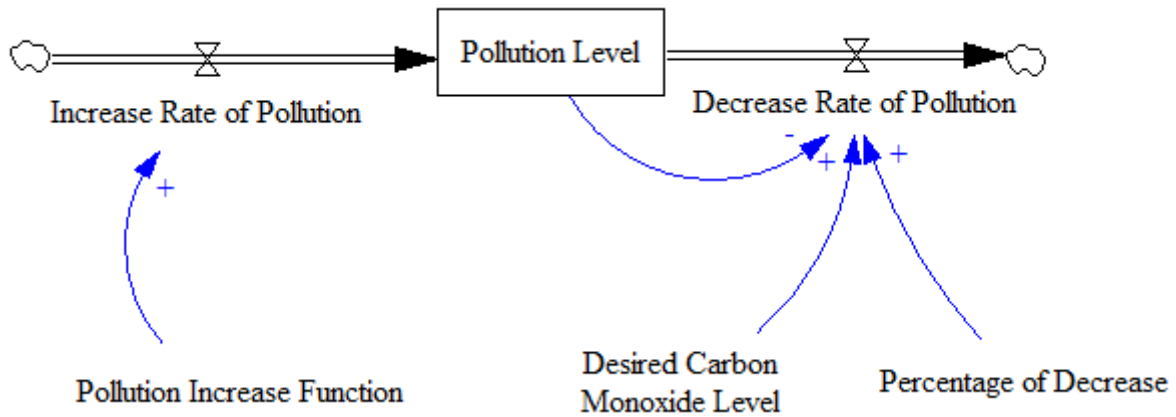 Pollution Level
Increase Rate of Pollution
Decrease Rate of Pollution
-
+
+
+
Pollution Increase Function
Desired Carbon
Monoxide Level
Percentage of Decrease